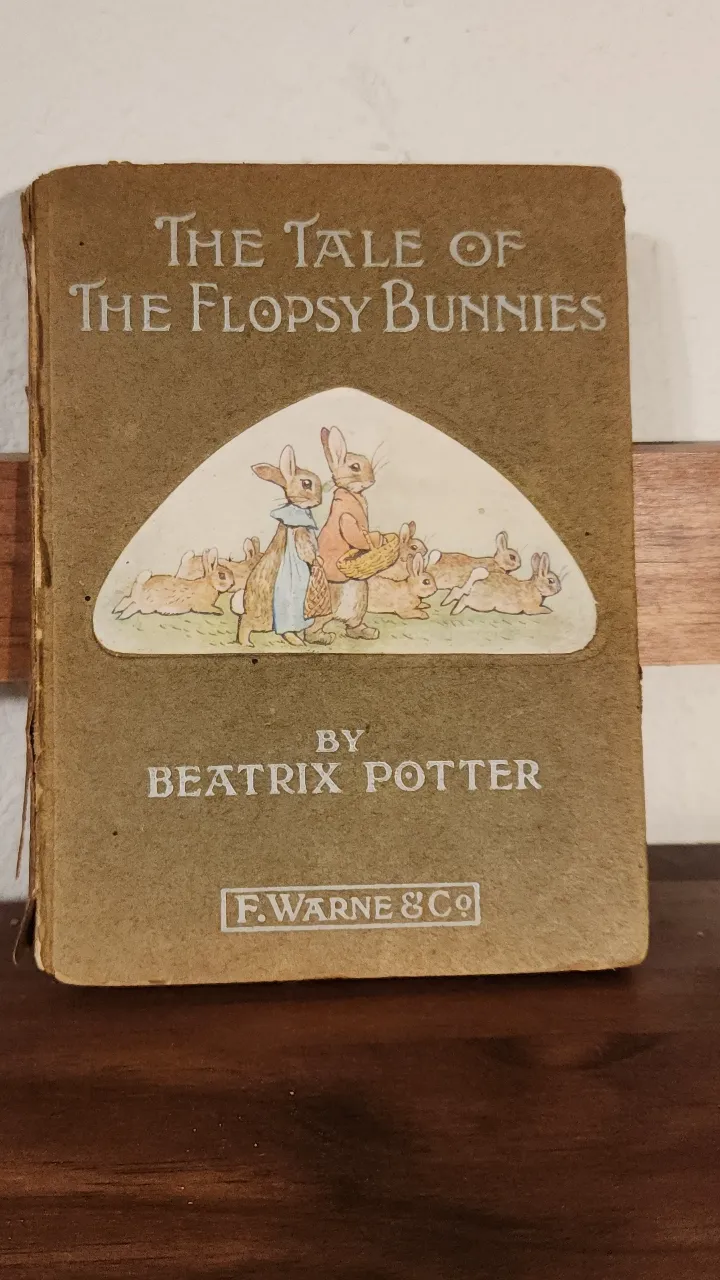 The Tale of
The Flopsy Bunnies
BY
BEATRIX POTTER
F. Warne & Co